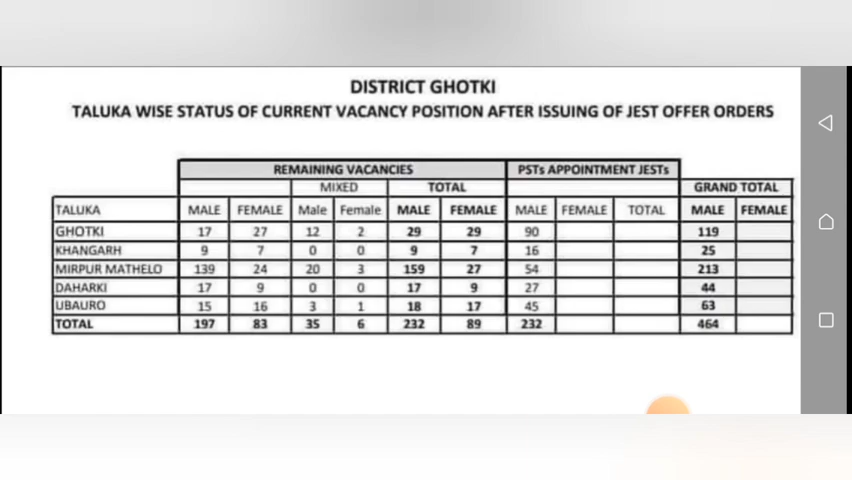 DISTRICT GHOTKI
TALUKA WISE STATUS OF CURRENT VACANCY POSITION AFTER ISSUING OF JEST OFFER ORDERS
REMAINING VACANCIES PSTs APPOINTMENT JESTs
MIXED TOTAL GRAND TOTAL
TALUKA MALE FEMALE Male Female MALE FEMALE MALE FEMALE TOTAL MALE FEMALE
GHOTKI 17 27 12 2 29 29 90 119
KHANGARH 9 7 0 0 9 7 16 25
MIRPUR MATHELO 139 24 20 3 159 27 54 213
DAHARKI 17 9 0 0 17 9 27 44
UBAURO 15 16 3 1 18 17 45 63
TOTAL 197 83 35 6 232 89 232 464